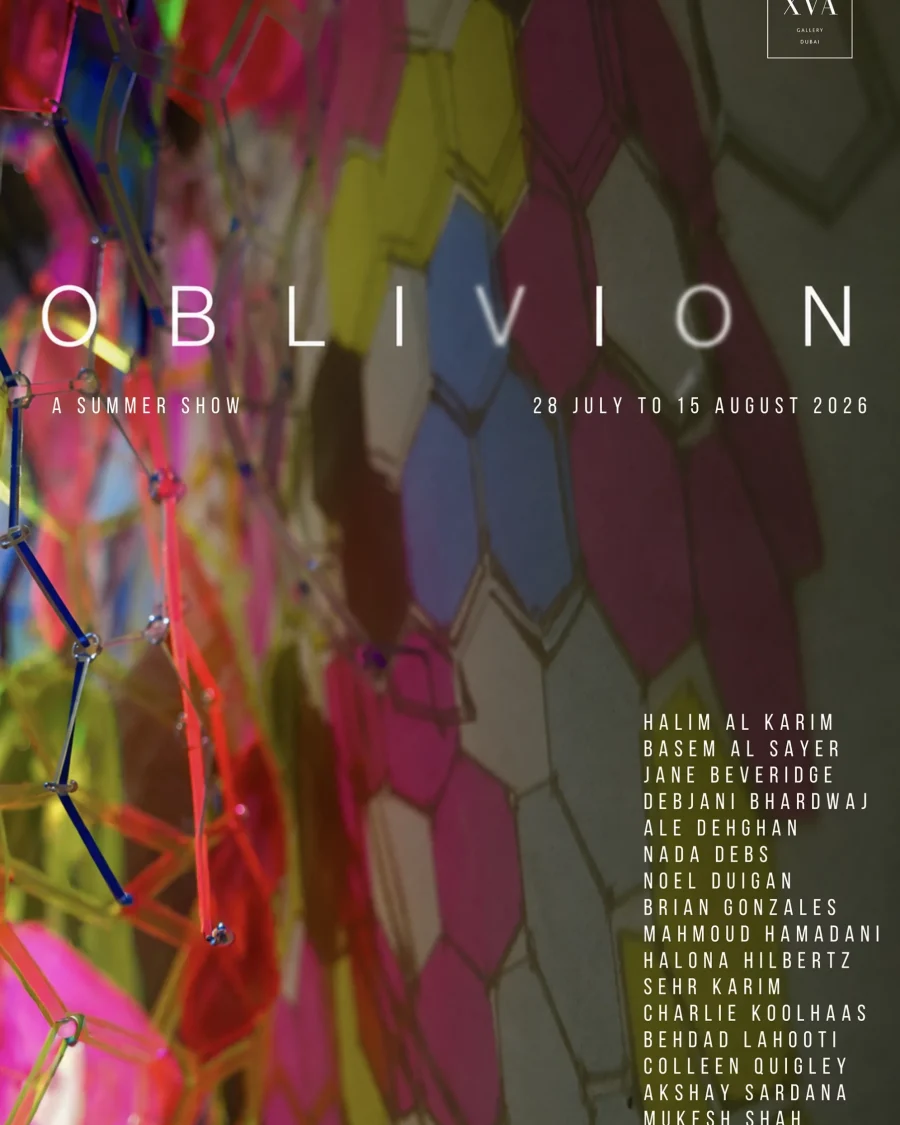 XVA
GALLERY
DUBAI
OBLIVION
A SUMMER SHOW
28 JULY TO 15 AUGUST 2026
HALIM AL KARIM
BASEM AL SAYER
JANE BEVERIDGE
DEBJANI BHARDWAJ
ALE DEHGHAN
NADA DEBS
NOEL DUIGAN
BRIAN GONZALES
MAHMOUD HAMADANI
HALONA HILBERTZ
SEHR KARIM
CHARLIE KOOLHAAS
BEHDAD LAHOOTI
COLLEEN QUIGLEY
AKSHAY SARDANA
MUKESH SHAH